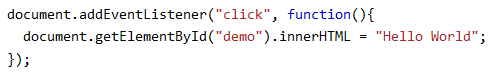 document.addEventListener("click", function(){
  document.getElementById("demo").innerHTML = "Hello World";
});